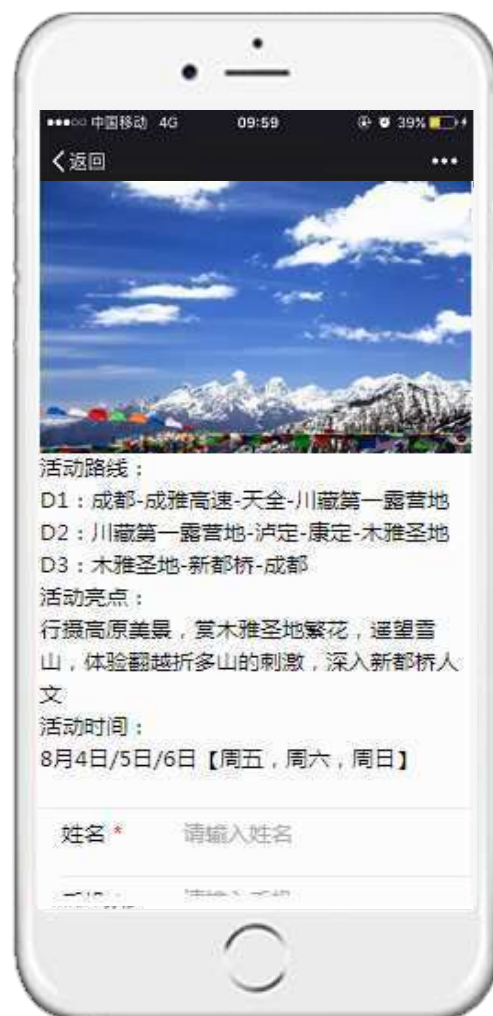 中国移动 4G 09:59 39%
返回
活动路线：
D1：成都-成雅高速-天全-川藏第一露营地
D2：川藏第一露营地-泸定-康定-木雅圣地
D3：木雅圣地-新都桥-成都
活动亮点：
行摄高原美景，赏木雅圣地繁花，遥望雪
山，体验翻越折多山的刺激，深入新都桥人
文
活动时间：
8月4日/5日/6日【周五，周六，周日】
姓名 * 请输入姓名